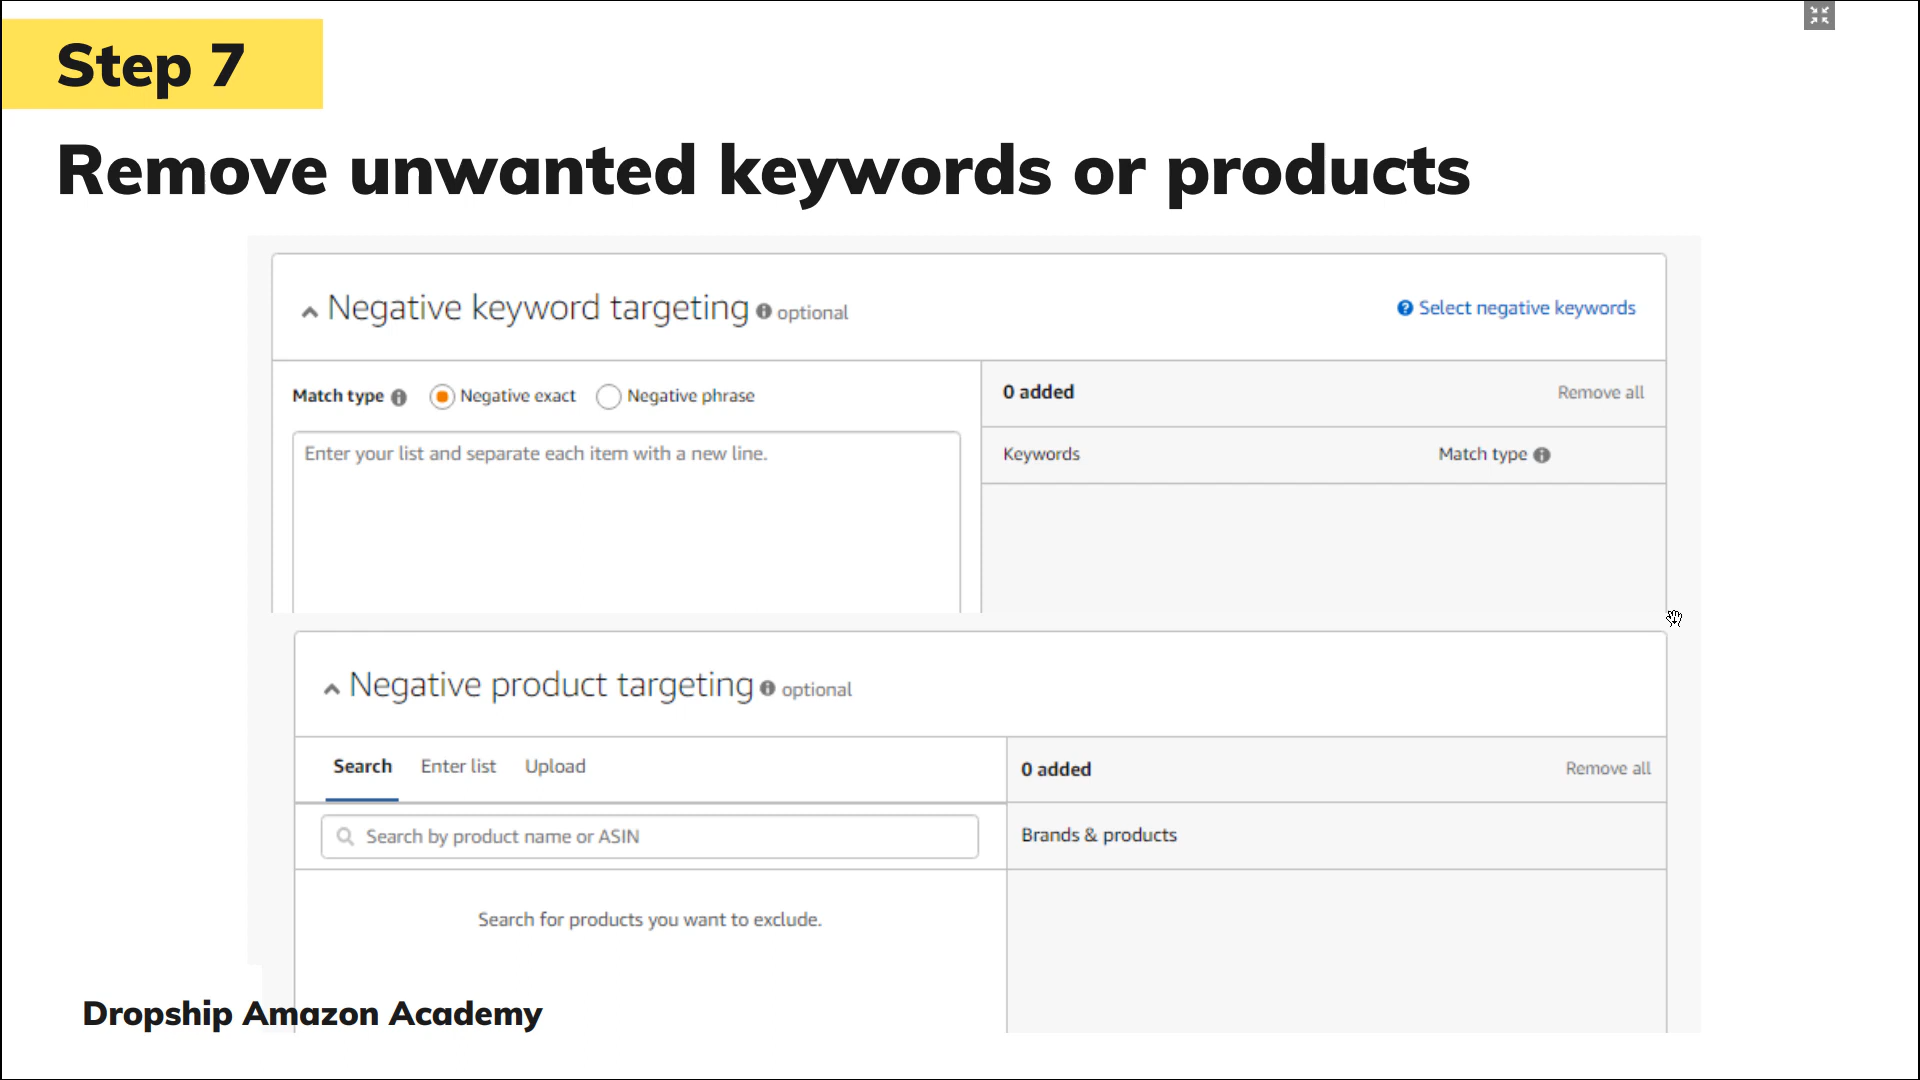 Step 7
Remove unwanted keywords or products
Negative keyword targeting optional
Select negative keywords
Match type Negative exact Negative phrase
0 added Remove all
Enter your list and separate each item with a new line.
Keywords Match type
Negative product targeting optional
Search Enter list Upload
0 added Remove all
Search by product name or ASIN
Brands & products
Search for products you want to exclude.
Dropship Amazon Academy